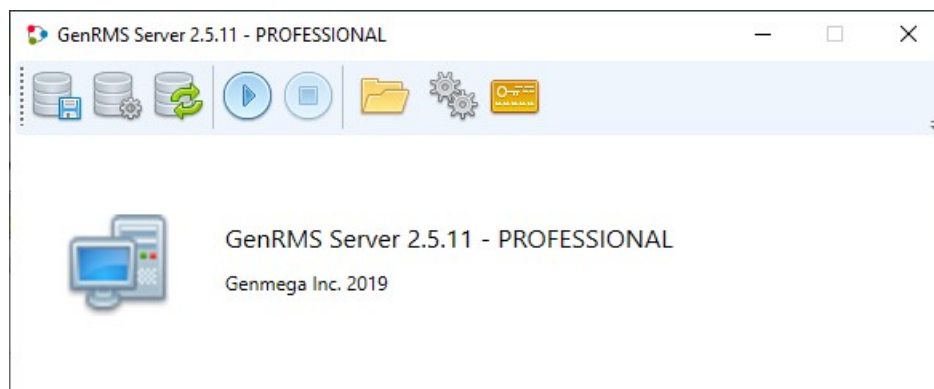 GenRMS Server 2.5.11 - PROFESSIONAL
GenRMS Server 2.5.11 - PROFESSIONAL
Genmega Inc. 2019